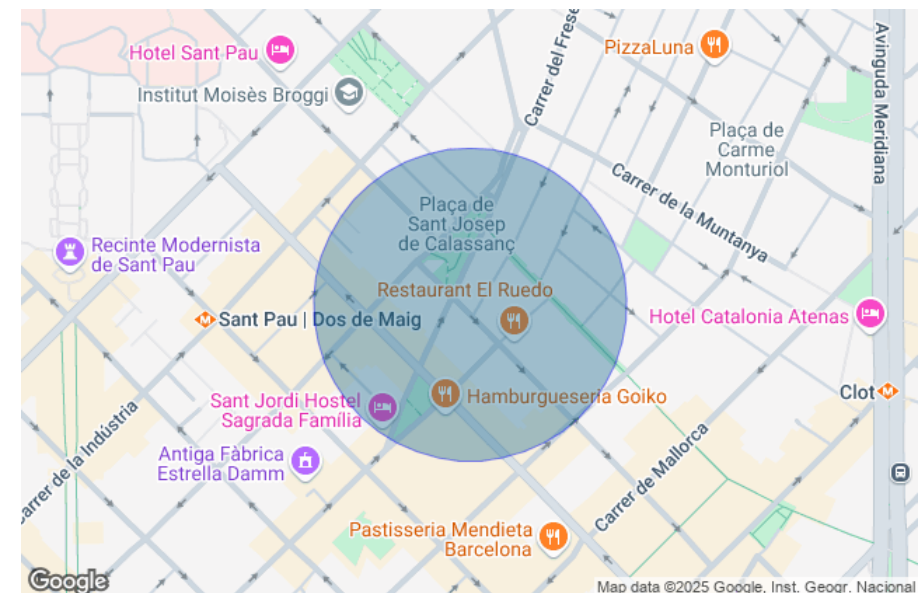 Hotel Sant Pau
PizzaLuna
Institut Moisès Broggi
Carrer del Fres
Avinguda Meridiana
Plaça de
Carme
Monturiol
Carrer de la Muntanya
Plaça de
Sant Josep
de Calassanç
Recinte Modernista
de Sant Pau
Restaurant El Ruedo
Sant Pau | Dos de Maig
Hotel Catalonia Atenas
Clot
Sant Jordi Hostel
Sagrada Família
Hamburgueseria Goiko
Carrer de la Indústria
Antiga Fàbrica
Estrella Damm
Carrer de Mallorca
Pastisseria Mendieta
Barcelona
Google
Map data ©2025 Google, Inst. Geogr. Nacional